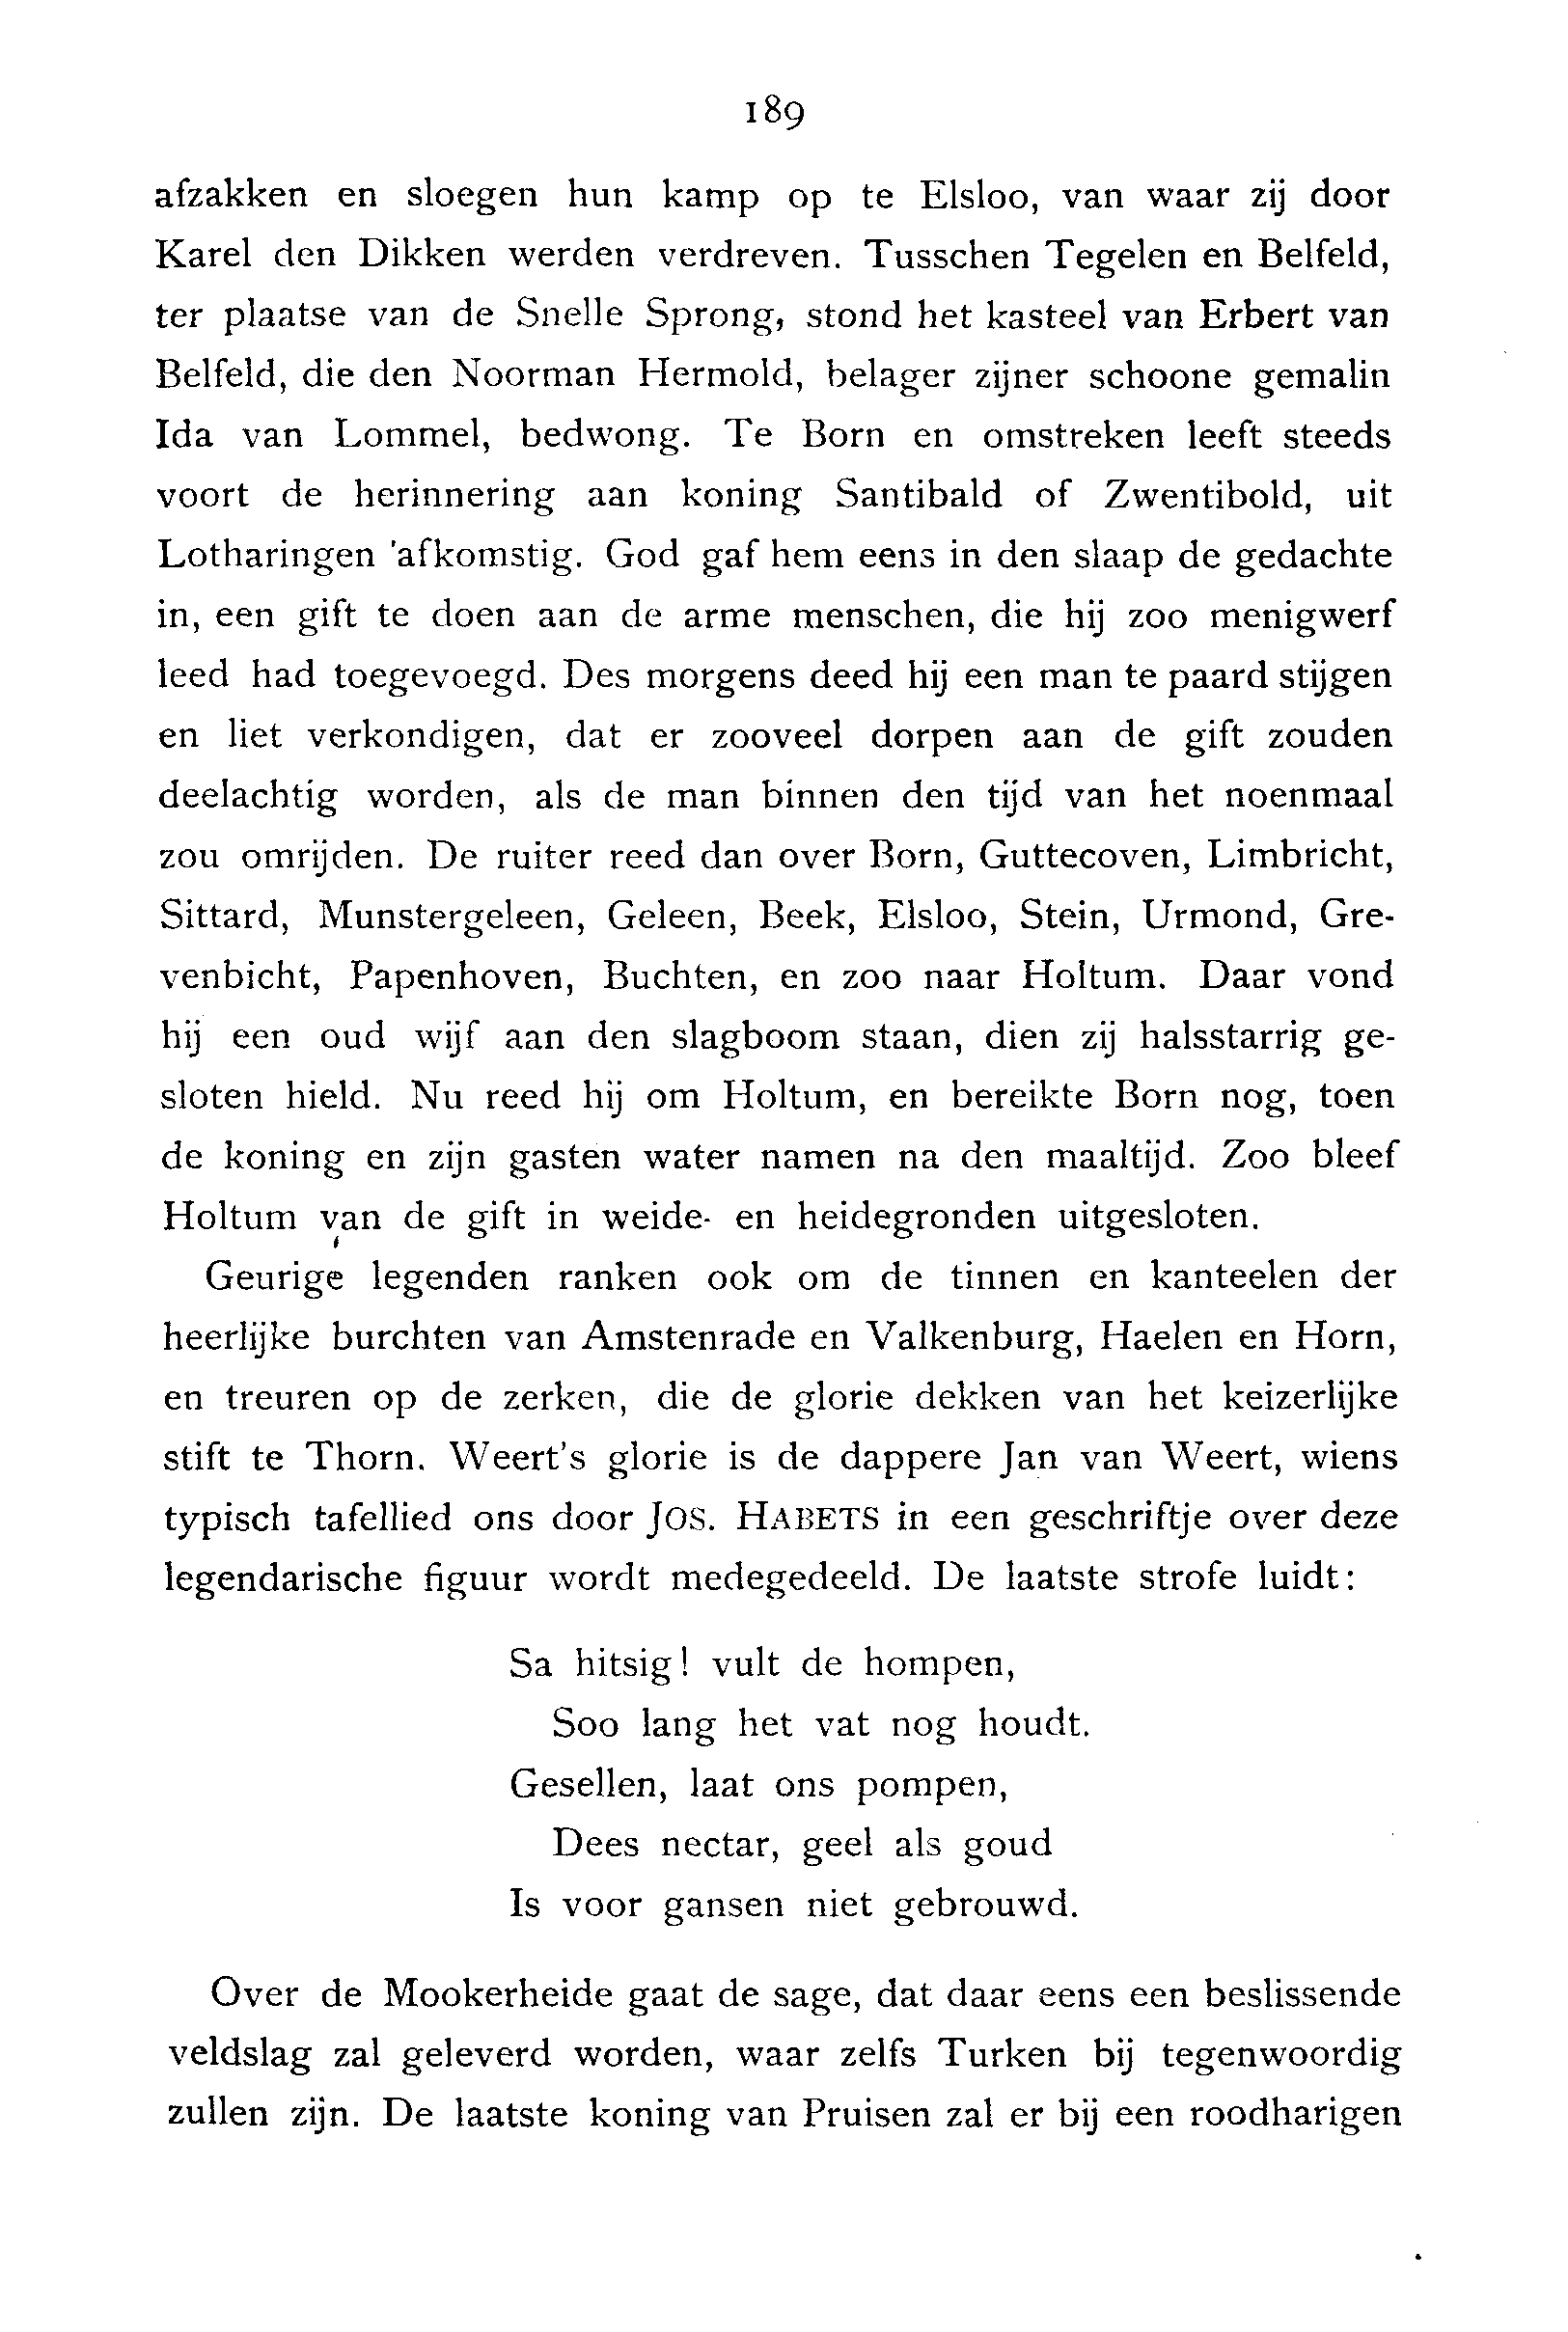 189
afzakken en sloegen hun kamp op te Elsloo, van waar zij door
Karel den Dikken werden verdreven. Tusschen Tegelen en Belfeld,
ter plaatse van de Snelle Sprong, stond het kasteel van Erbert van
Belfeld, die den Noorman Hermold, belager zijner schoone gemalin
Ida van Lommel, bedwong. Te Born en omstreken leeft steeds
voort de herinnering aan koning Santibald of Zwentibold, uit
Lotharingen 'afkomstig. God gaf hem eens in den slaap de gedachte
in, een gift te doen aan de arme menschen, die hij zoo menigwerf
leed had toegevoegd. Des morgens deed hij een man te paard stijgen
en liet verkondigen, dat er zooveel dorpen aan de gift zouden
deelachtig worden, als de man binnen den tijd van het noenmaal
zou omrijden. De ruiter reed dan over Born, Guttecoven, Limbricht,
Sittard, Munstergeleen, Geleen, Beek, Elsloo, Stein, Urmond, Gre-
venbicht, Papenhoven, Buchten, en zoo naar Holtum. Daar vond
hij een oud wijf aan den slagboom staan, dien zij halsstarrig ge-
sloten hield. Nu reed hij om Holtum, en bereikte Born nog, toen
de koning en zijn gasten water namen na den maaltijd. Zoo bleef
Holtum van de gift in weide- en heidegronden uitgesloten.
Geurige legenden ranken ook om de tinnen en kanteelen der
heerlijke burchten van Amstenrade en Valkenburg, Haelen en Horn,
en treuren op de zerken, die de glorie dekken van het keizerlijke
stift te Thorn. Weert's glorie is de dappere Jan van Weert, wiens
typisch tafellied ons door JOS. HABETS in een geschriftje over deze
legendarische figuur wordt medegedeeld. De laatste strofe luidt:
Sa hitsig! vult de hompen,
Soo lang het vat nog houdt.
Gesellen, laat ons pompen,
Dees nectar, geel als goud
Is voor gansen niet gebrouwd.
Over de Mookerheide gaat de sage, dat daar eens een beslissende
veldslag zal geleverd worden, waar zelfs Turken bij tegenwoordig
zullen zijn. De laatste koning van Pruisen zal er bij een roodharigen